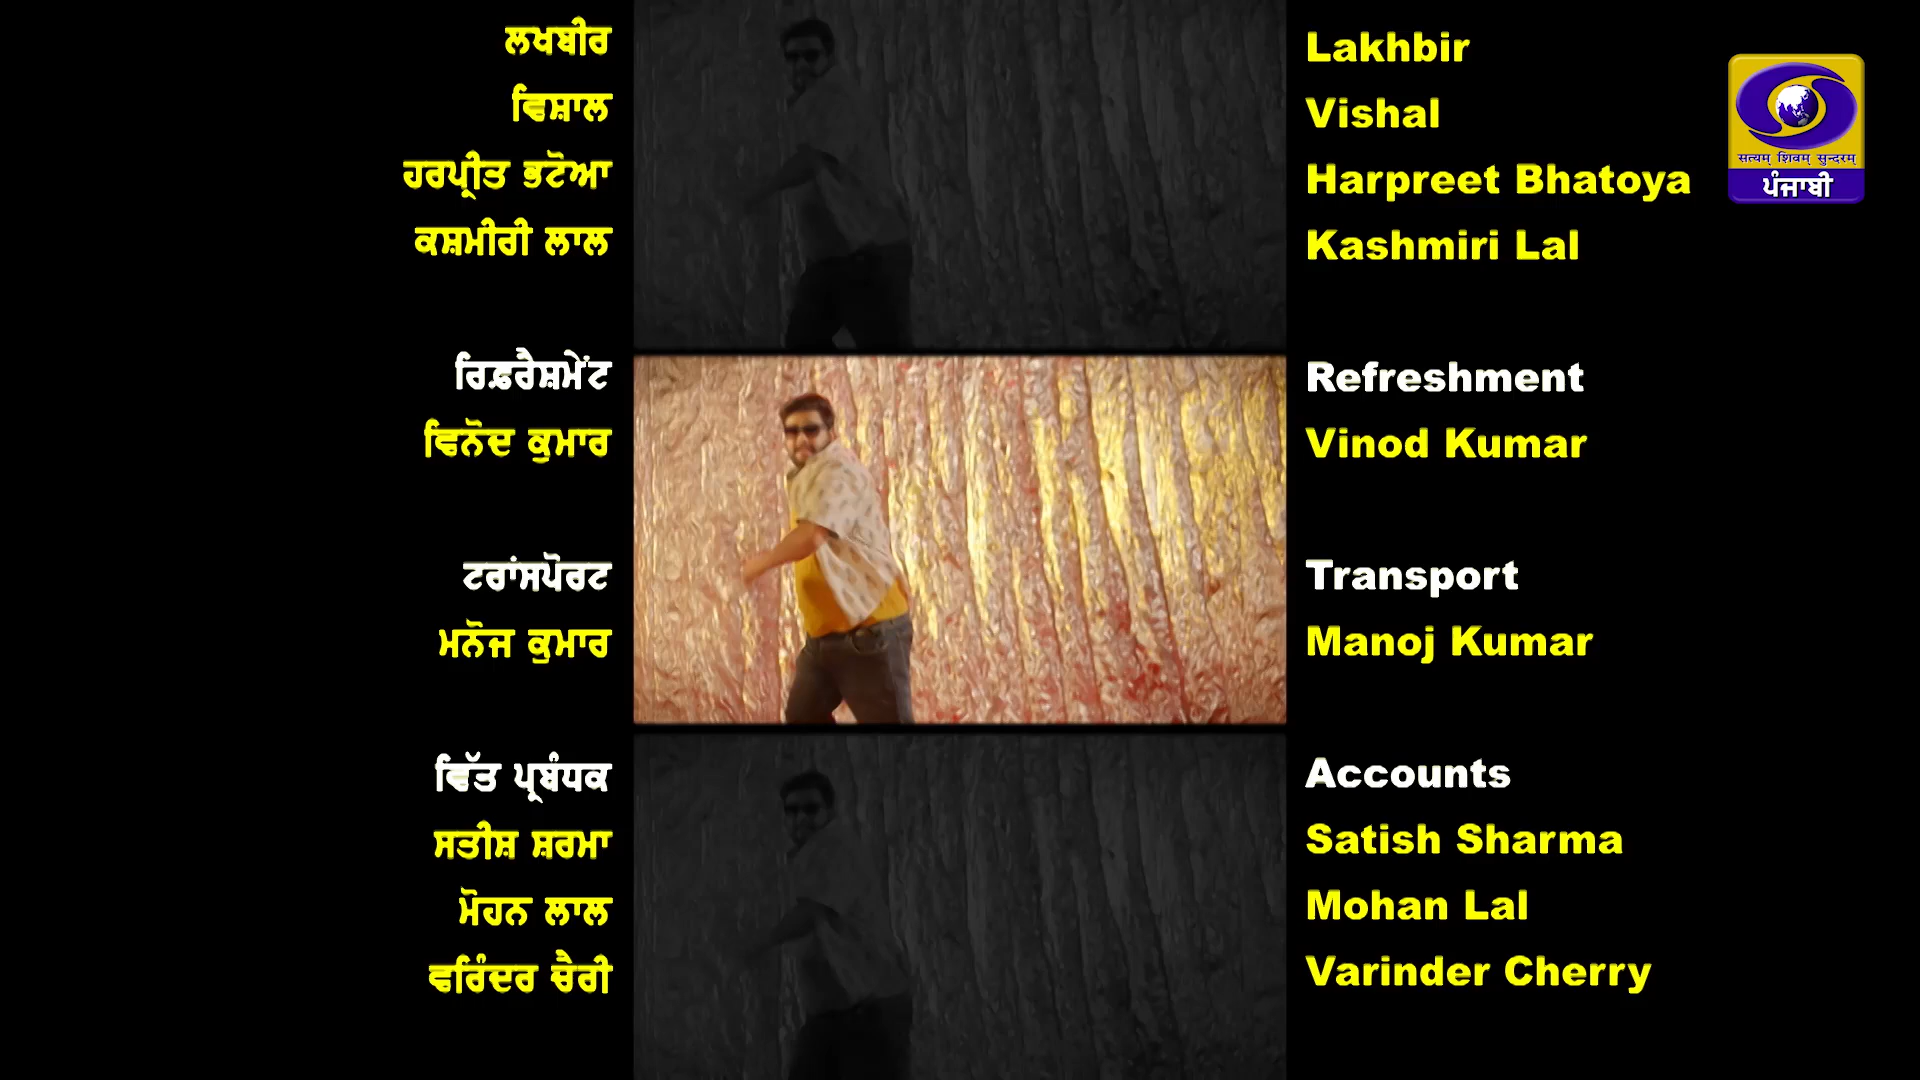 ਲਖਬੀਰ
ਵਿਸ਼ਾਲ
ਹਰਪ੍ਰੀਤ ਭਟੋਆ
ਕਸ਼ਮੀਰੀ ਲਾਲ
ਰਿਫ਼ਰੈਸ਼ਮੇਂਟ
ਵਿਨੋਦ ਕੁਮਾਰ
ਟਰਾਂਸਪੋਰਟ
ਮਨੋਜ ਕੁਮਾਰ
ਵਿੱਤ ਪ੍ਰਬੰਧਕ
ਸਤੀਸ਼ ਸ਼ਰਮਾ
ਮੋਹਨ ਲਾਲ
ਵਰਿੰਦਰ ਚੈਰੀ
Lakhbir
Vishal
Harpreet Bhatoya
Kashmiri Lal
Refreshment
Vinod Kumar
Transport
Manoj Kumar
Accounts
Satish Sharma
Mohan Lal
Varinder Cherry
सत्यम् शिवम् सुन्दरम्
ਪੰਜਾਬੀ